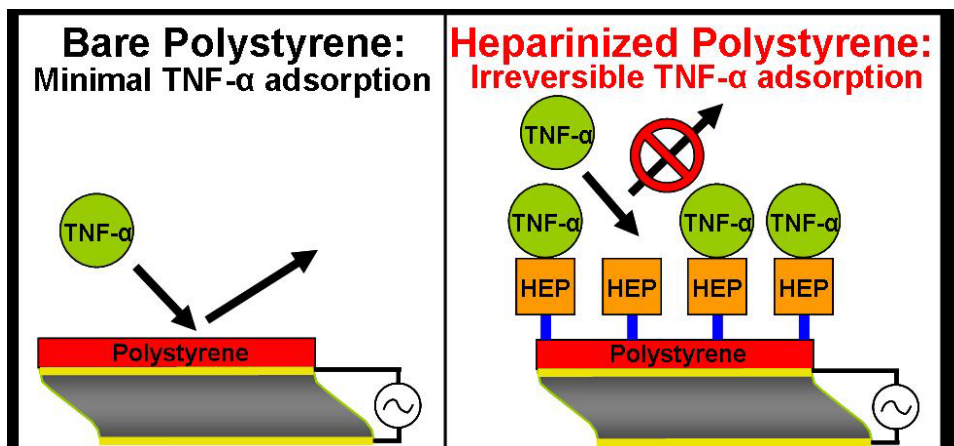 Bare Polystyrene:
Minimal TNF-α adsorption
TNF-α
Polystyrene
Heparinized Polystyrene:
Irreversible TNF-α adsorption
TNF-α
TNF-α
TNF-α
TNF-α
HEP
HEP
HEP
HEP
Polystyrene